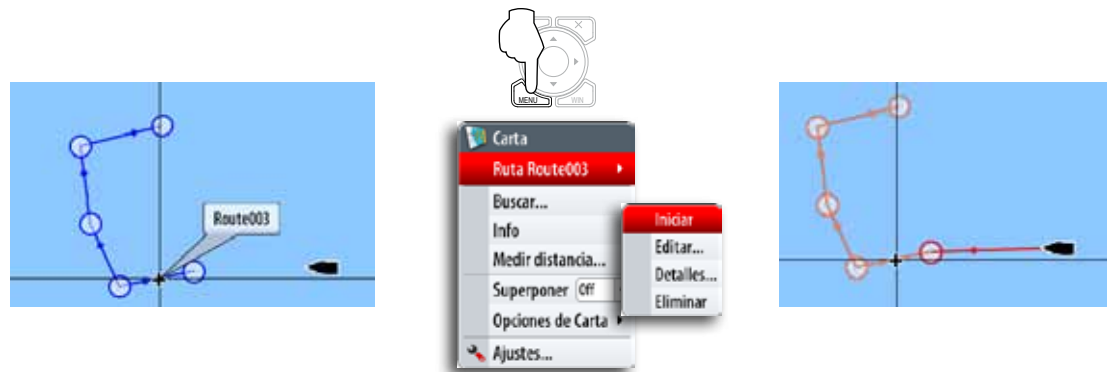 MENU
WIN
Route003
Carta
Ruta Route003
Buscar...
Info
Medir distancia...
Superponer Off
Opciones de Carta
Ajustes...
Iniciar
Editar...
Detalles...
Eliminar